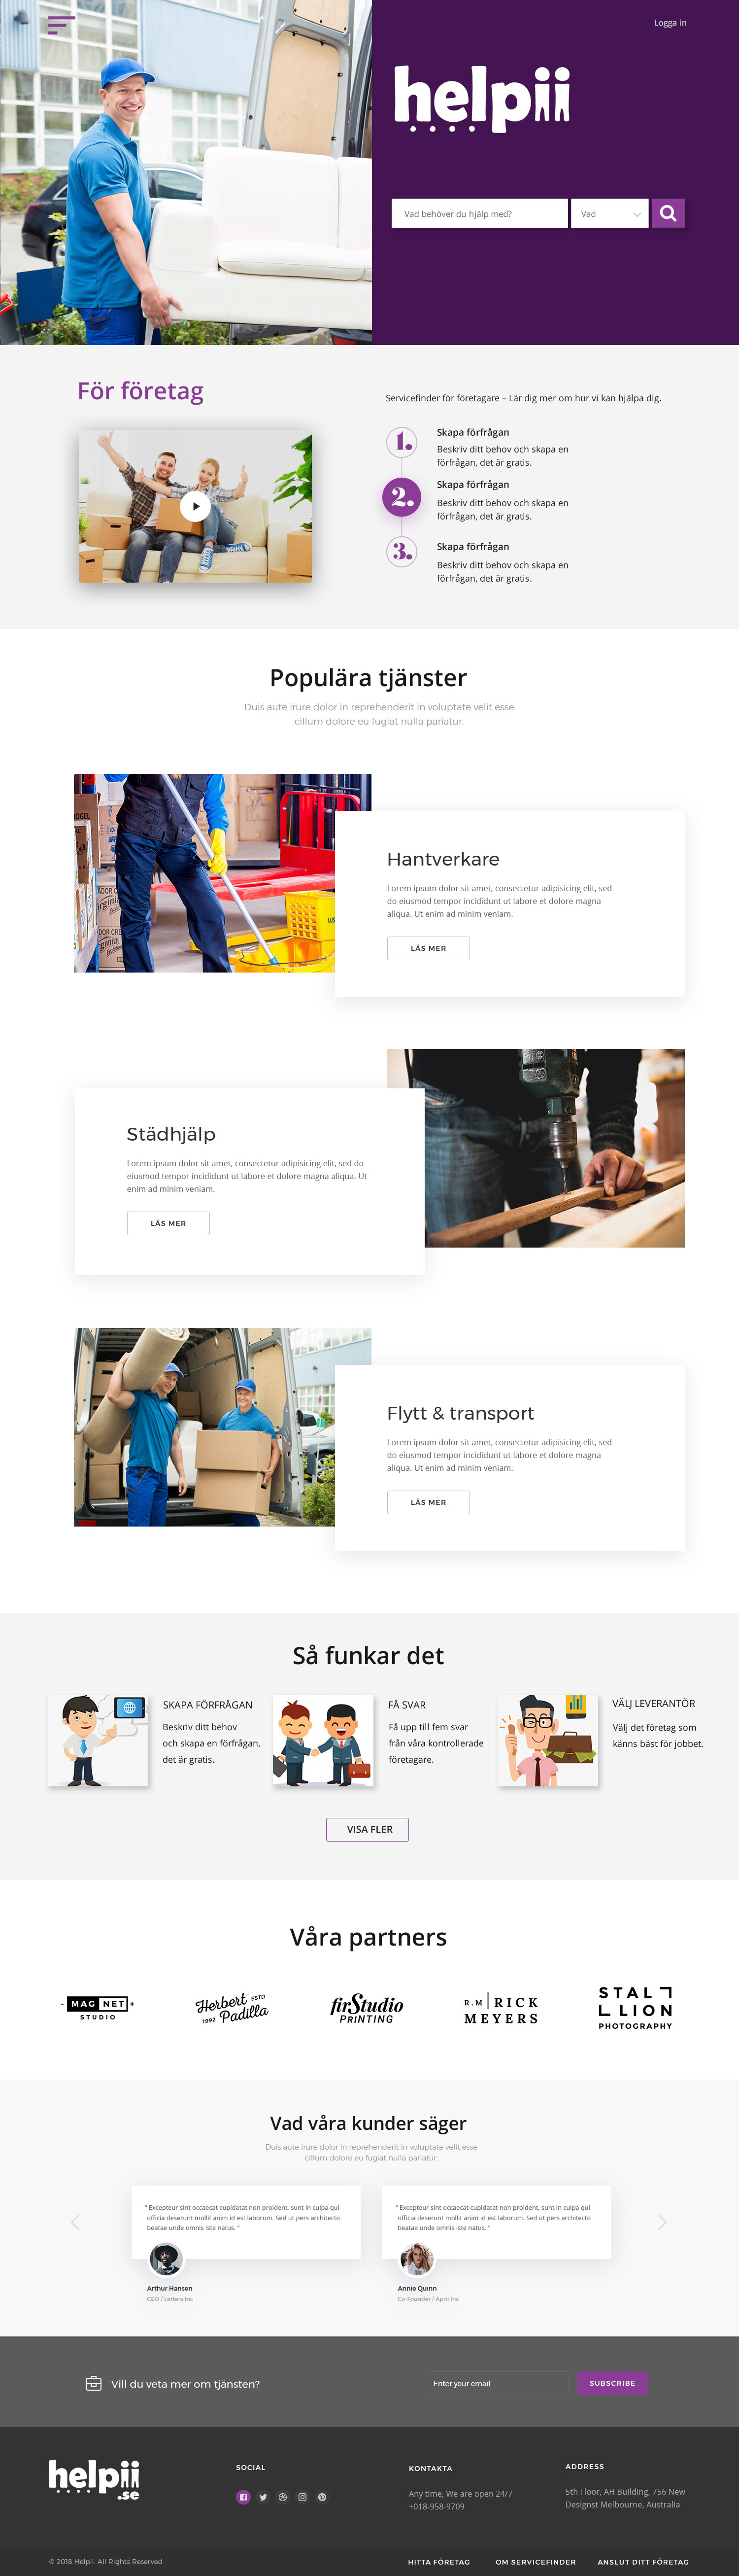 Logga in
helpii
Vad behöver du hjälp med?
Vad
För företag
Servicefinder för företagare – Lär dig mer om hur vi kan hjälpa dig.
1.
Skapa förfrågan
Beskriv ditt behov och skapa en
förfrågan, det är gratis.
2.
Skapa förfrågan
Beskriv ditt behov och skapa en
förfrågan, det är gratis.
3.
Skapa förfrågan
Beskriv ditt behov och skapa en
förfrågan, det är gratis.
Populära tjänster
Duis aute irure dolor in reprehenderit in voluptate velit esse
cillum dolore eu fugiat nulla pariatur.
Hantverkare
Lorem ipsum dolor sit amet, consectetur adipisicing elit, sed
do eiusmod tempor incididunt ut labore et dolore magna
aliqua. Ut enim ad minim veniam.
LÄS MER
Städhjälp
Lorem ipsum dolor sit amet, consectetur adipisicing elit, sed do
eiusmod tempor incididunt ut labore et dolore magna aliqua. Ut
enim ad minim veniam.
LÄS MER
Flytt & transport
Lorem ipsum dolor sit amet, consectetur adipisicing elit, sed
do eiusmod tempor incididunt ut labore et dolore magna
aliqua. Ut enim ad minim veniam.
LÄS MER
Så funkar det
SKAPA FÖRFRÅGAN
Beskriv ditt behov
och skapa en förfrågan,
det är gratis.
FÅ SVAR
Få upp till fem svar
från våra kontrollerade
företagare.
VÄLJ LEVERANTÖR
Välj det företag som
känns bäst för jobbet.
VISA FLER
Våra partners
- MAG NET +
STUDIO
Herbert ESTD
1992 Padilla
firStudio
PRINTING
R.M RICK
MEYERS
STAL
LLION
PHOTOGRAPHY
Vad våra kunder säger
Duis aute irure dolor in reprehenderit in voluptate velit esse
cillum dolore eu fugiat nulla pariatur.
“ Excepteur sint occaecat cupidatat non proident, sunt in culpa qui
officia deserunt mollit anim id est laborum. Sed ut pers architecto
beatae unde omnis iste natus. ”
Arthur Hansen
CEO / Letters Inc
“ Excepteur sint occaecat cupidatat non proident, sunt in culpa qui
officia deserunt mollit anim id est laborum. Sed ut pers architecto
beatae unde omnis iste natus. ”
Annie Quinn
Co-Founder / April Inc
Vill du veta mer om tjänsten?
Enter your email
SUBSCRIBE
helpii
.se
SOCIAL
KONTAKTA
Any time, We are open 24/7
+018-958-9709
ADDRESS
5th Floor, AH Building, 756 New
Designst Melbourne, Australia
© 2018 Helpii. All Rights Reserved
HITTA FÖRETAG
OM SERVICEFINDER
ANSLUT DITT FÖRETAG